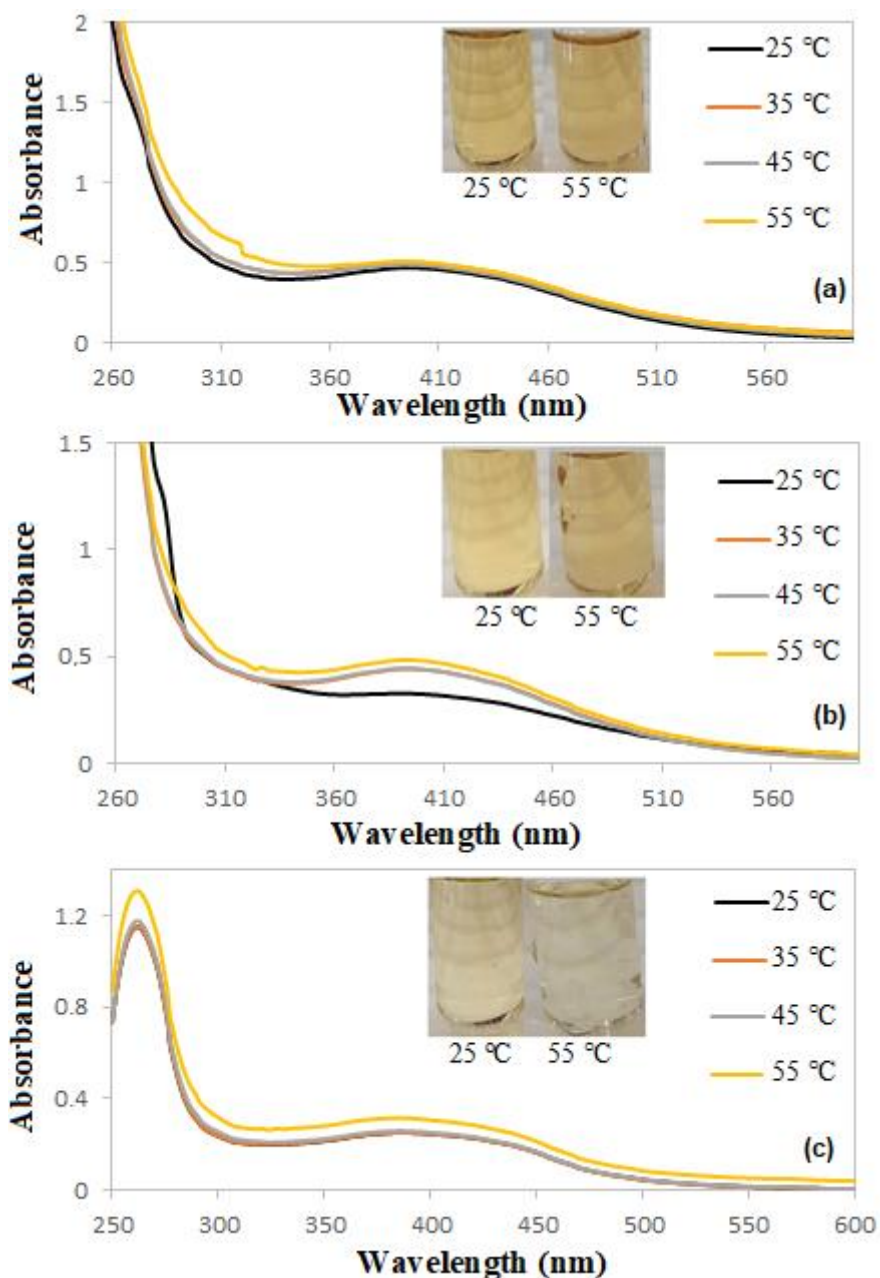 2
1.5
1
0.5
0
Absorbance
25 ℃
35 ℃
45 ℃
55 ℃
25 ℃ 55 ℃
(a)
260 310 360 410 460 510 560
Wavelength (nm)
1.5
1
0.5
0
Absorbance
25 ℃
35 ℃
45 ℃
55 ℃
25 ℃ 55 ℃
(b)
260 310 360 410 460 510 560
Wavelength (nm)
1.2
0.8
0.4
0
Absorbance
25 ℃
35 ℃
45 ℃
55 ℃
25 ℃ 55 ℃
(c)
250 300 350 400 450 500 550 600
Wavelength (nm)